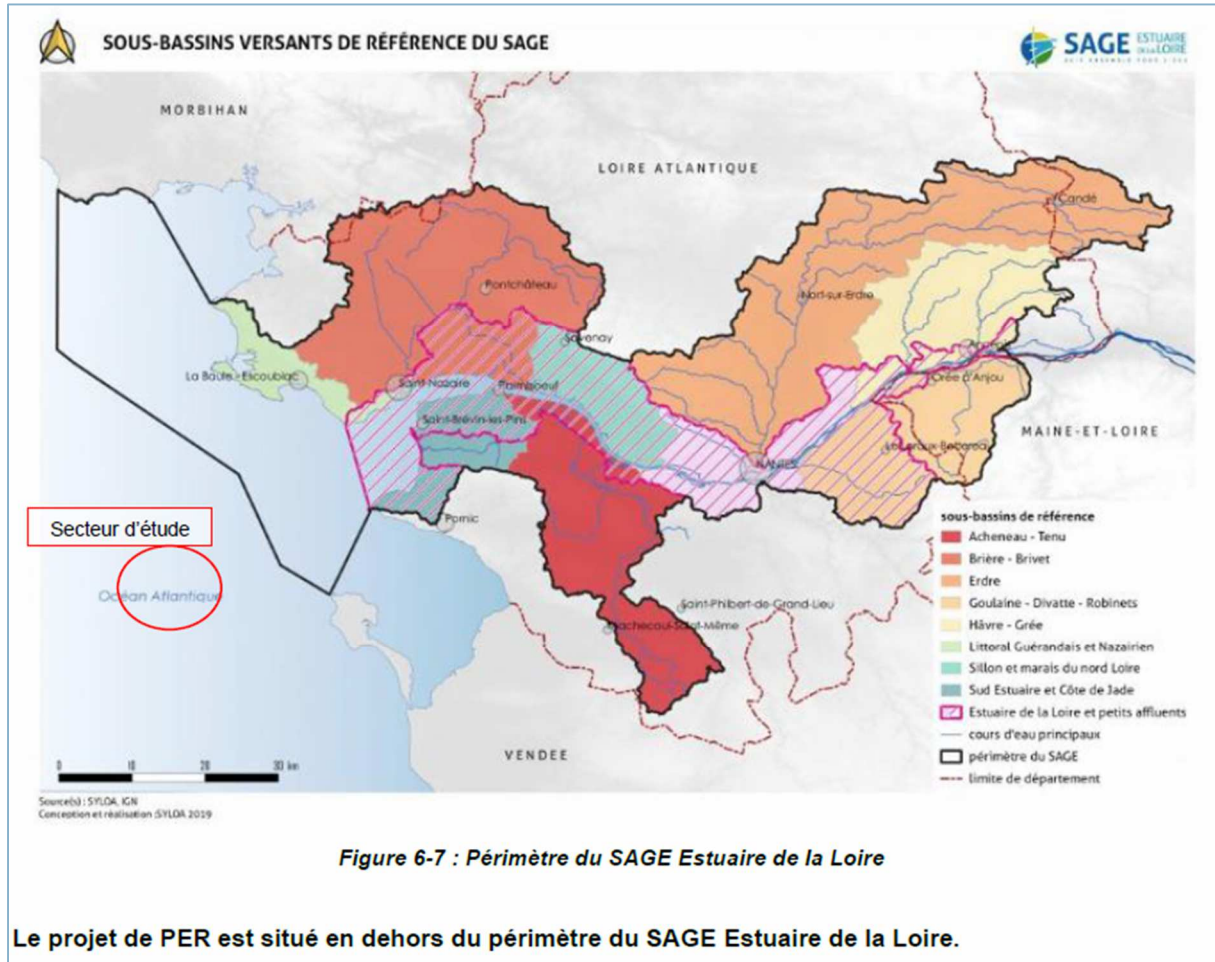 SOUS-BASSINS VERSANTS DE RÉFÉRENCE DU SAGE
SAGE ESTUAIRE DE LA LOIRE
AGIR ENSEMBLE POUR L'EAU
MORBIHAN
LOIRE ATLANTIQUE
Candé
Pontchâteau
Nort-sur-Erdre
Savenay
Ancenis
La Baule-Escoublac
Saint-Nazaire
Paimboeuf
Orée d'Anjou
Saint-Brévin-les-Pins
MAINE-ET-LOIRE
NANTES
Pornic
Secteur d'étude
Océan Atlantique
Saint-Philbert-de-Grand-Lieu
Machecoul-Saint-Même
VENDEE
sous-bassins de référence
Acheneau - Tenu
Brière - Brivet
Erdre
Goulaine - Divatte - Robinets
Hâvre - Grée
Littoral Guérandais et Nazairien
Sillon et marais du nord Loire
Sud Estuaire et Côte de Jade
Estuaire de la Loire et petits affluents
cours d'eau principaux
périmètre du SAGE
limite de département
0 10 20 30 km
Source(s) : SYLOA, IGN
Conception et réalisation :SYLOA 2019
Figure 6-7 : Périmètre du SAGE Estuaire de la Loire
Le projet de PER est situé en dehors du périmètre du SAGE Estuaire de la Loire.